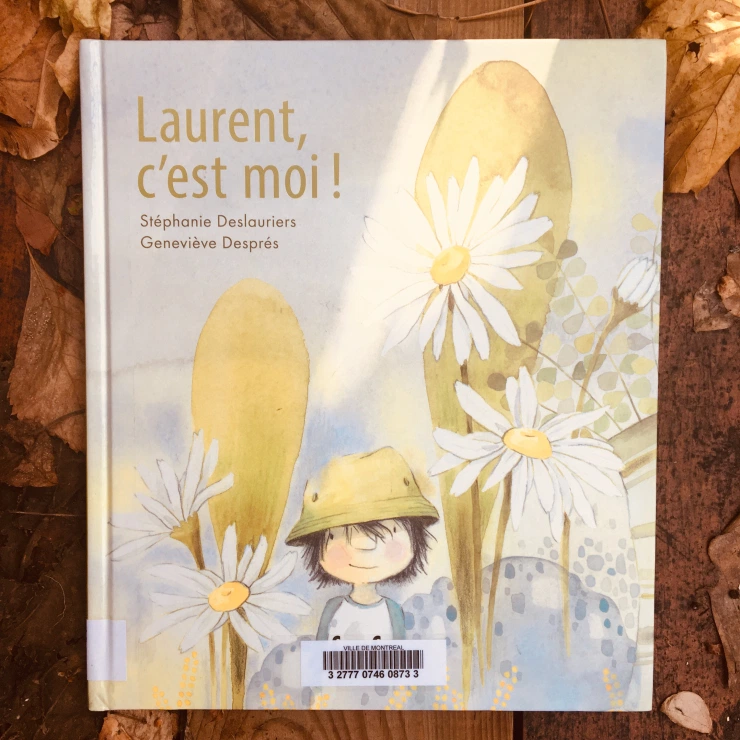 Laurent,
c'est moi !
Stéphanie Deslauriers
Geneviève Després
VILLE DE MONTREAL
3 2777 0746 0873 3